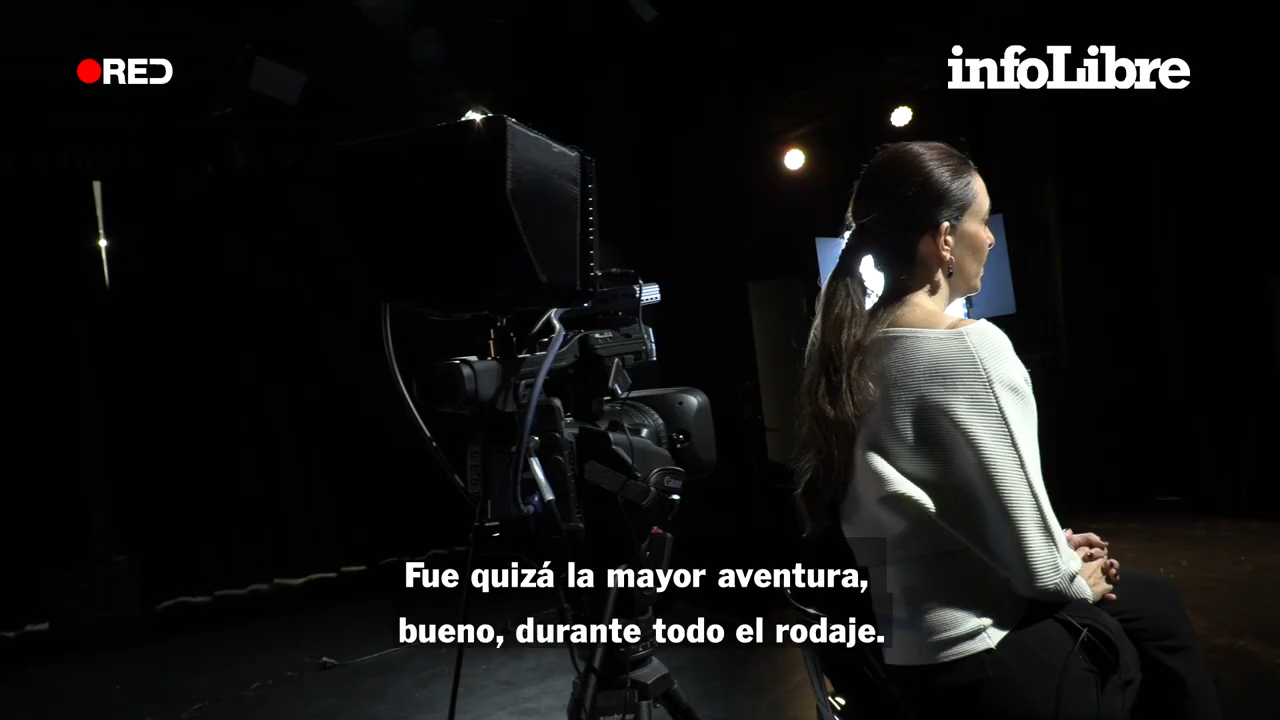 RED
infoLibre
Canon
Fue quizá la mayor aventura,
bueno, durante todo el rodaje.